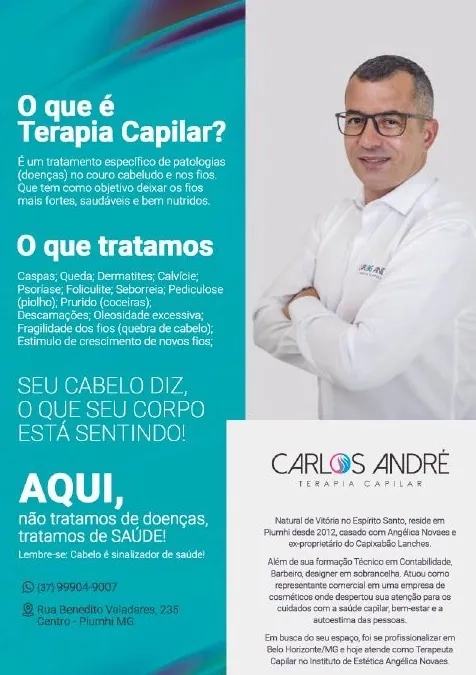 O que é
Terapia Capilar?
É um tratamento específico de patologias
(doenças) no couro cabeludo e nos fios.
Que tem como objetivo deixar os fios
mais fortes, saudáveis e bem nutridos.
O que tratamos
Caspas; Queda; Dermatites; Calvície;
Psoríase; Foliculite; Seborreia; Pediculose
(piolho); Prurido (coceiras);
Descamações; Oleosidade excessiva;
Fragilidade dos fios (quebra de cabelo);
Estímulo de crescimento de novos fios;
SEU CABELO DIZ,
O QUE SEU CORPO
ESTÁ SENTINDO!
AQUI,
não tratamos de doenças,
tratamos de SAÚDE!
Lembre-se: Cabelo é sinalizador de saúde!
(37) 99904-9007
Rua Benedito Valadares, 235
Centro - Piumhi MG
CARLOS ANDRÉ
TERAPIA CAPILAR
Natural de Vitória no Espírito Santo, reside em
Piumhi desde 2012, casado com Angélica Novaes e
ex-proprietário do Capixabão Lanches.
Além de sua formação Técnico em Contabilidade,
Barbeiro, designer em sobrancelha. Atuou como
representante comercial em uma empresa de
cosméticos onde despertou sua atenção para os
cuidados com a saúde capilar, bem-estar e a
autoestima das pessoas.
Em busca do seu espaço, foi se profissionalizar em
Belo Horizonte/MG e hoje atende como Terapeuta
Capilar no Instituto de Estética Angélica Novaes.